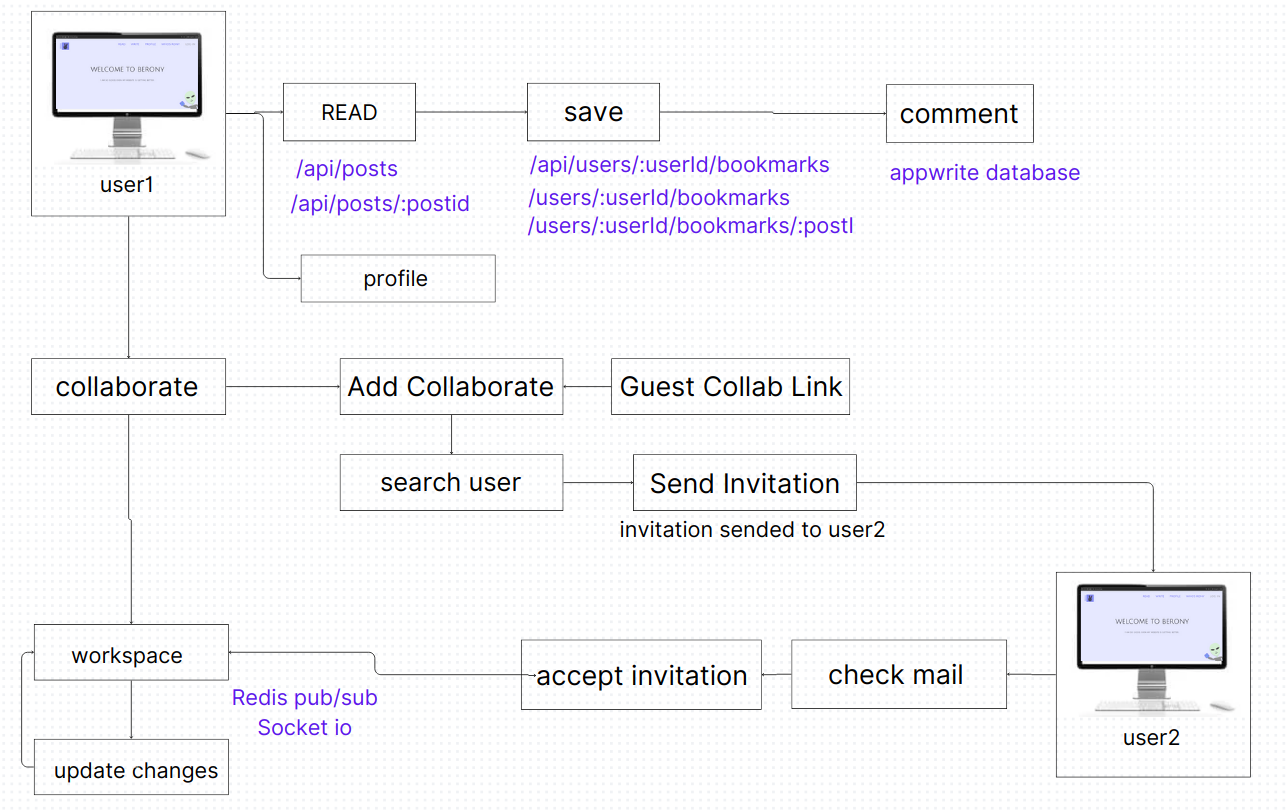 WELCOME TO BERONY
user1
READ
save
comment
/api/posts
/api/posts/:postid
/api/users/:userId/bookmarks
/users/:userId/bookmarks
/users/:userId/bookmarks/:postI
appwrite database
profile
collaborate
Add Collaborate
Guest Collab Link
search user
Send Invitation
invitation sended to user2
WELCOME TO BERONY
user2
workspace
accept invitation
check mail
Redis pub/sub
Socket io
update changes